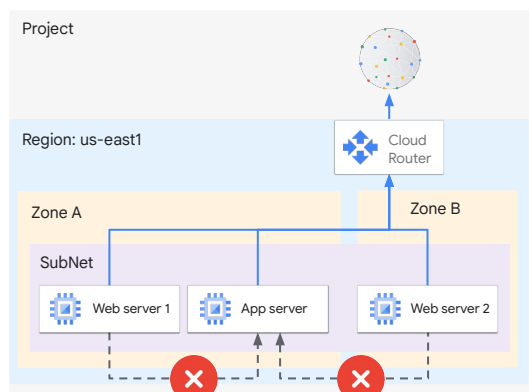 Project
Region: us-east1
Cloud
Router
Zone A
Zone B
SubNet
Web server 1
App server
Web server 2